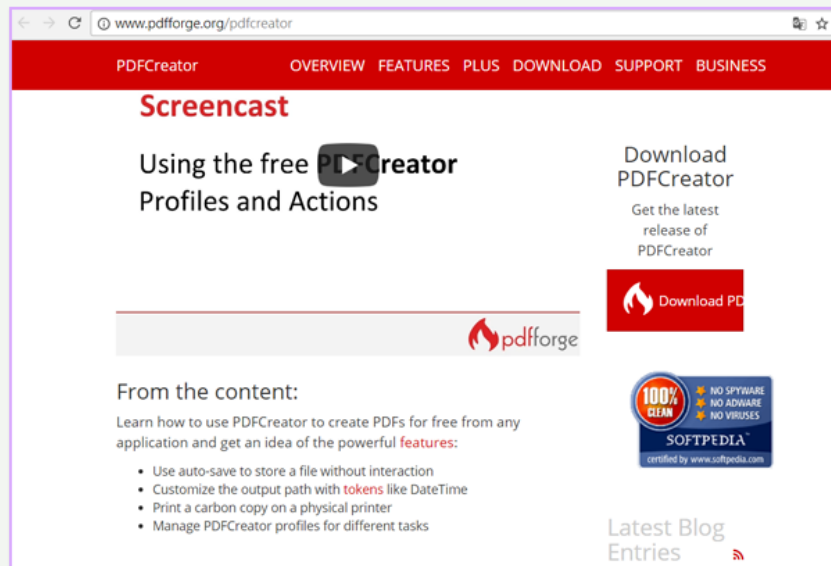 www.pdfforge.org/pdfcreator
PDFCreator OVERVIEW FEATURES PLUS DOWNLOAD SUPPORT BUSINESS
Screencast
Using the free PDFCreator
Profiles and Actions
pdfforge
From the content:
Learn how to use PDFCreator to create PDFs for free from any
application and get an idea of the powerful features:
• Use auto-save to store a file without interaction
• Customize the output path with tokens like DateTime
• Print a carbon copy on a physical printer
• Manage PDFCreator profiles for different tasks
Download
PDFCreator
Get the latest
release of
PDFCreator
Download PD
100%
CLEAN
NO SPYWARE
NO ADWARE
NO VIRUSES
SOFTPEDIA™
certified by www.softpedia.com
Latest Blog
Entries